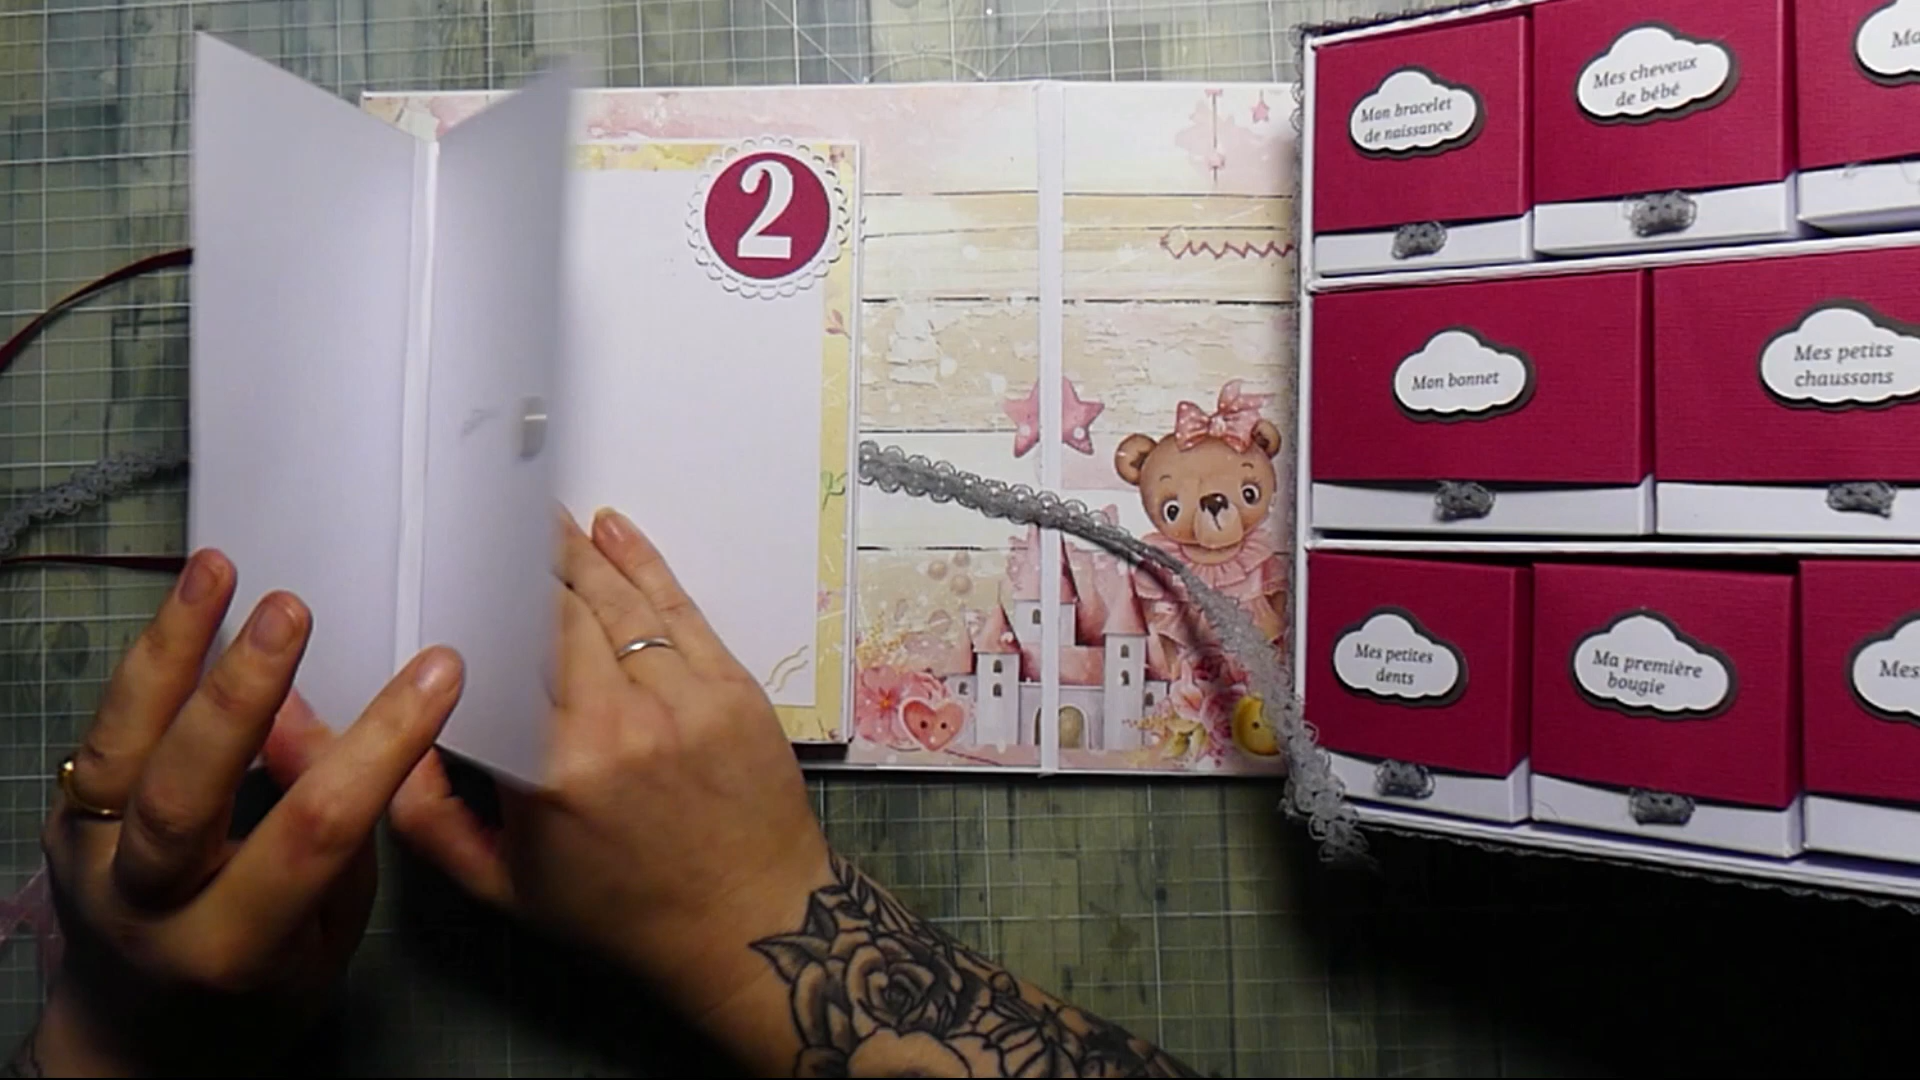 2
Mon bracelet
de naissance
Mes cheveux
de bébé
Mon bonnet
Mes petits
chaussons
Mes petites
dents
Ma première
bougie
Mes